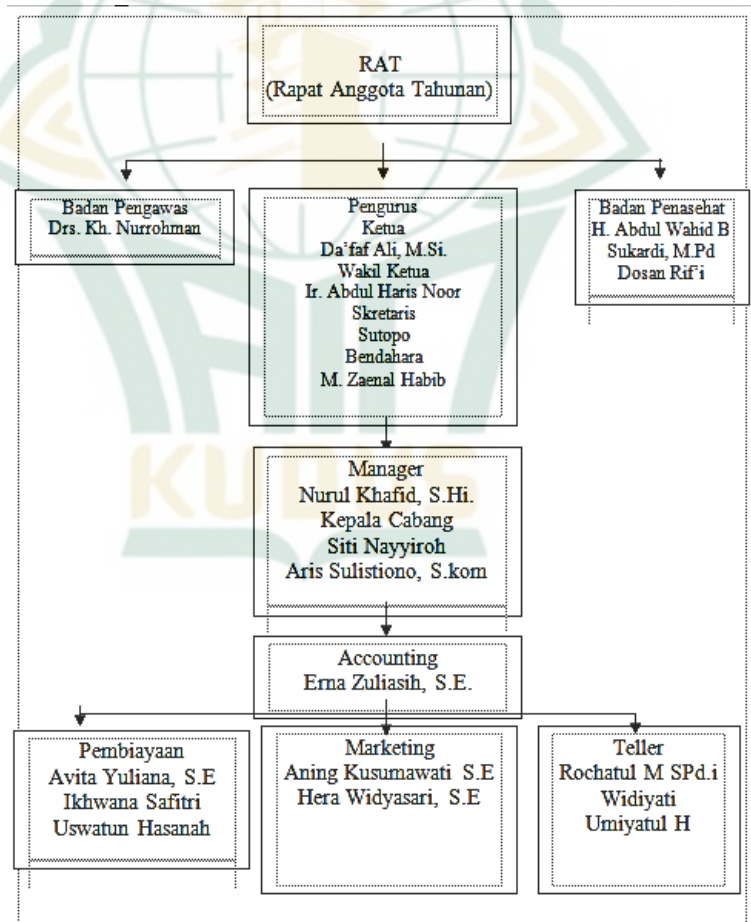 RAT
(Rapat Anggota Tahunan)
Badan Pengawas
Drs. Kh. Nurrohman
Pengurus
Ketua
Da'faf Ali, M.Si.
Wakil Ketua
Ir. Abdul Haris Noor
Skretaris
Sutopo
Bendahara
M. Zaenal Habib
Badan Penasehat
H. Abdul Wahid B
Sukardi, M.Pd
Dosan Rif'i
Manager
Nurul Khafid, S.Hi.
Kepala Cabang
Siti Nayyiroh
Aris Sulistiono, S.kom
KUDUS
Accounting
Erna Zuliasih, S.E.
Pembiayaan
Avita Yuliana, S.E
Ikhwana Safitri
Uswatun Hasanah
Marketing
Aning Kusumawati S.E
Hera Widyasari, S.E
Teller
Rochatul M SPd.i
Widiyati
Umiyatul H